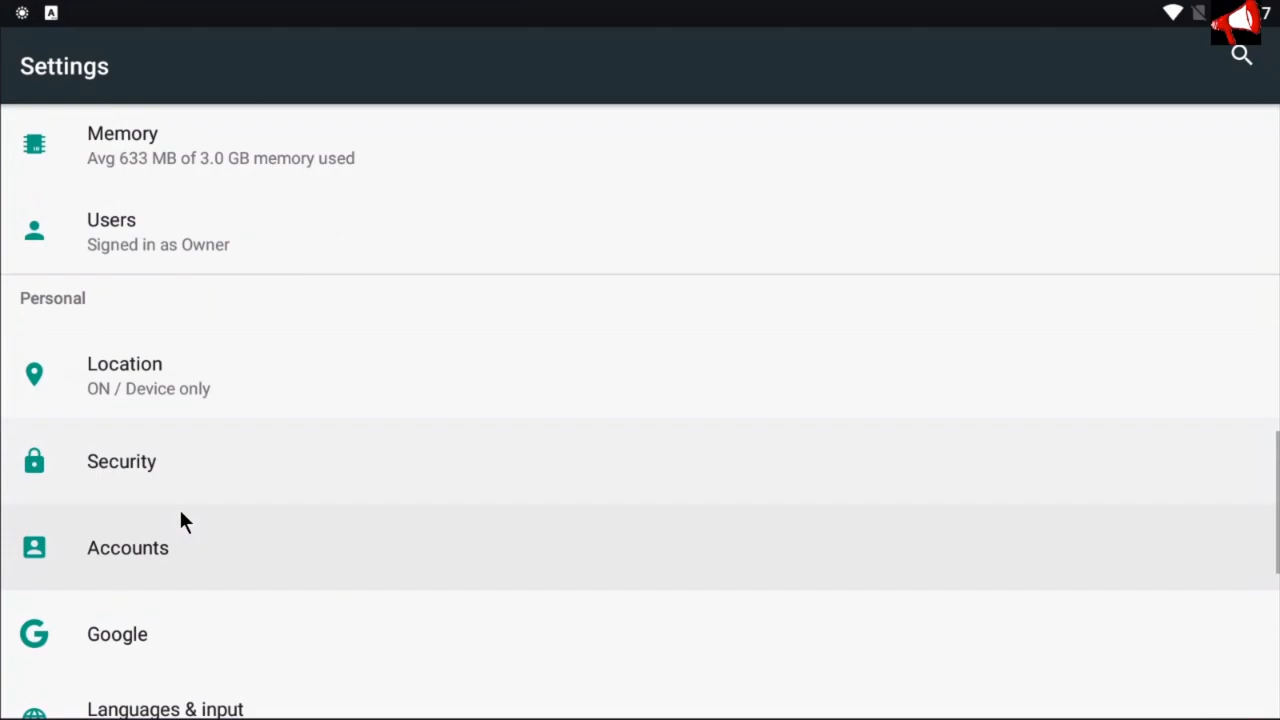 A
7
Settings
Memory
Avg 633 MB of 3.0 GB memory used
Users
Signed in as Owner
Personal
Location
ON / Device only
Security
Accounts
Google
Languages & input